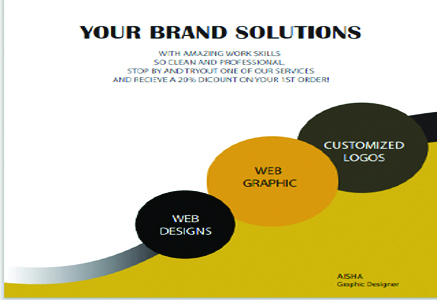 YOUR BRAND SOLUTIONS
WITH AMAZING WORK SKILLS
SO CLEAN AND PROFESSIONAL.
STOP BY AND TRYOUT ONE OF OUR SERVICES
AND RECIEVE A 20% DICOUNT ON YOUR 1ST ORDER!
CUSTOMIZED
LOGOS
WEB
GRAPHIC
WEB
DESIGNS
AISHA
Graphic Designer